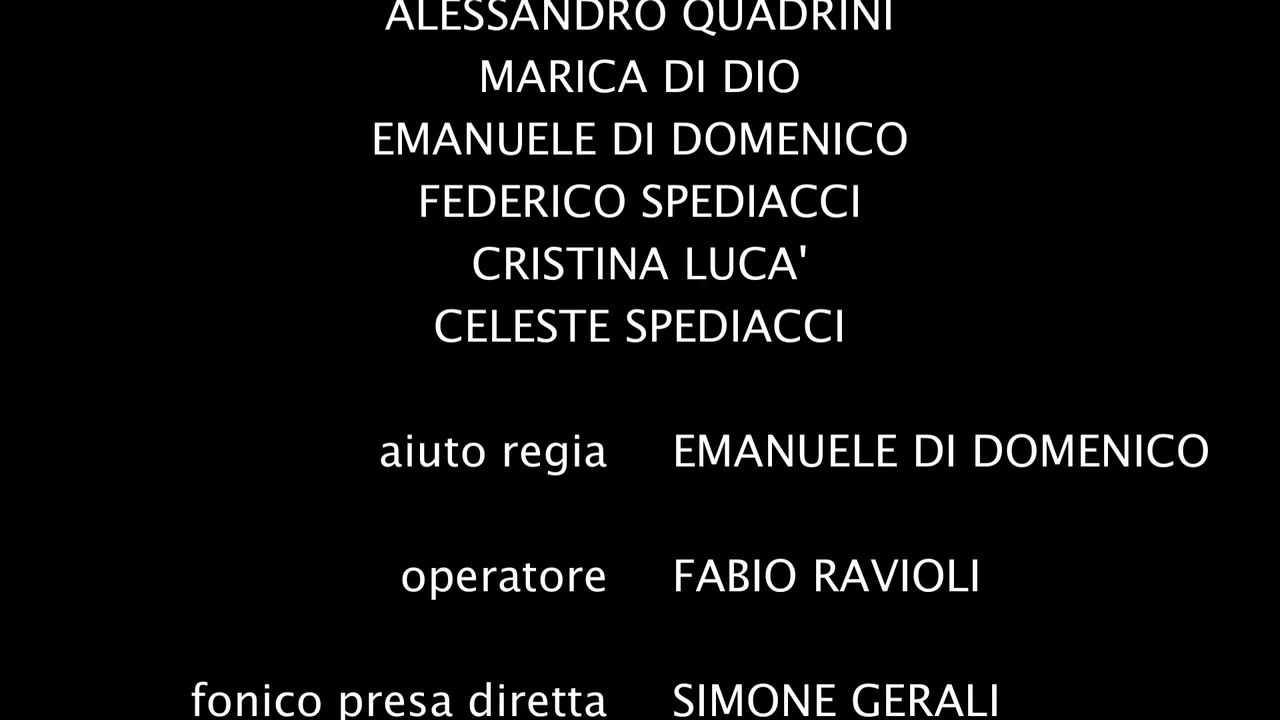 ALESSANDRO QUADRINI
MARICA DI DIO
EMANUELE DI DOMENICO
FEDERICO SPEDIACCI
CRISTINA LUCA'
CELESTE SPEDIACCI
aiuto regia EMANUELE DI DOMENICO
operatore FABIO RAVIOLI
fonico presa diretta SIMONE GERALI